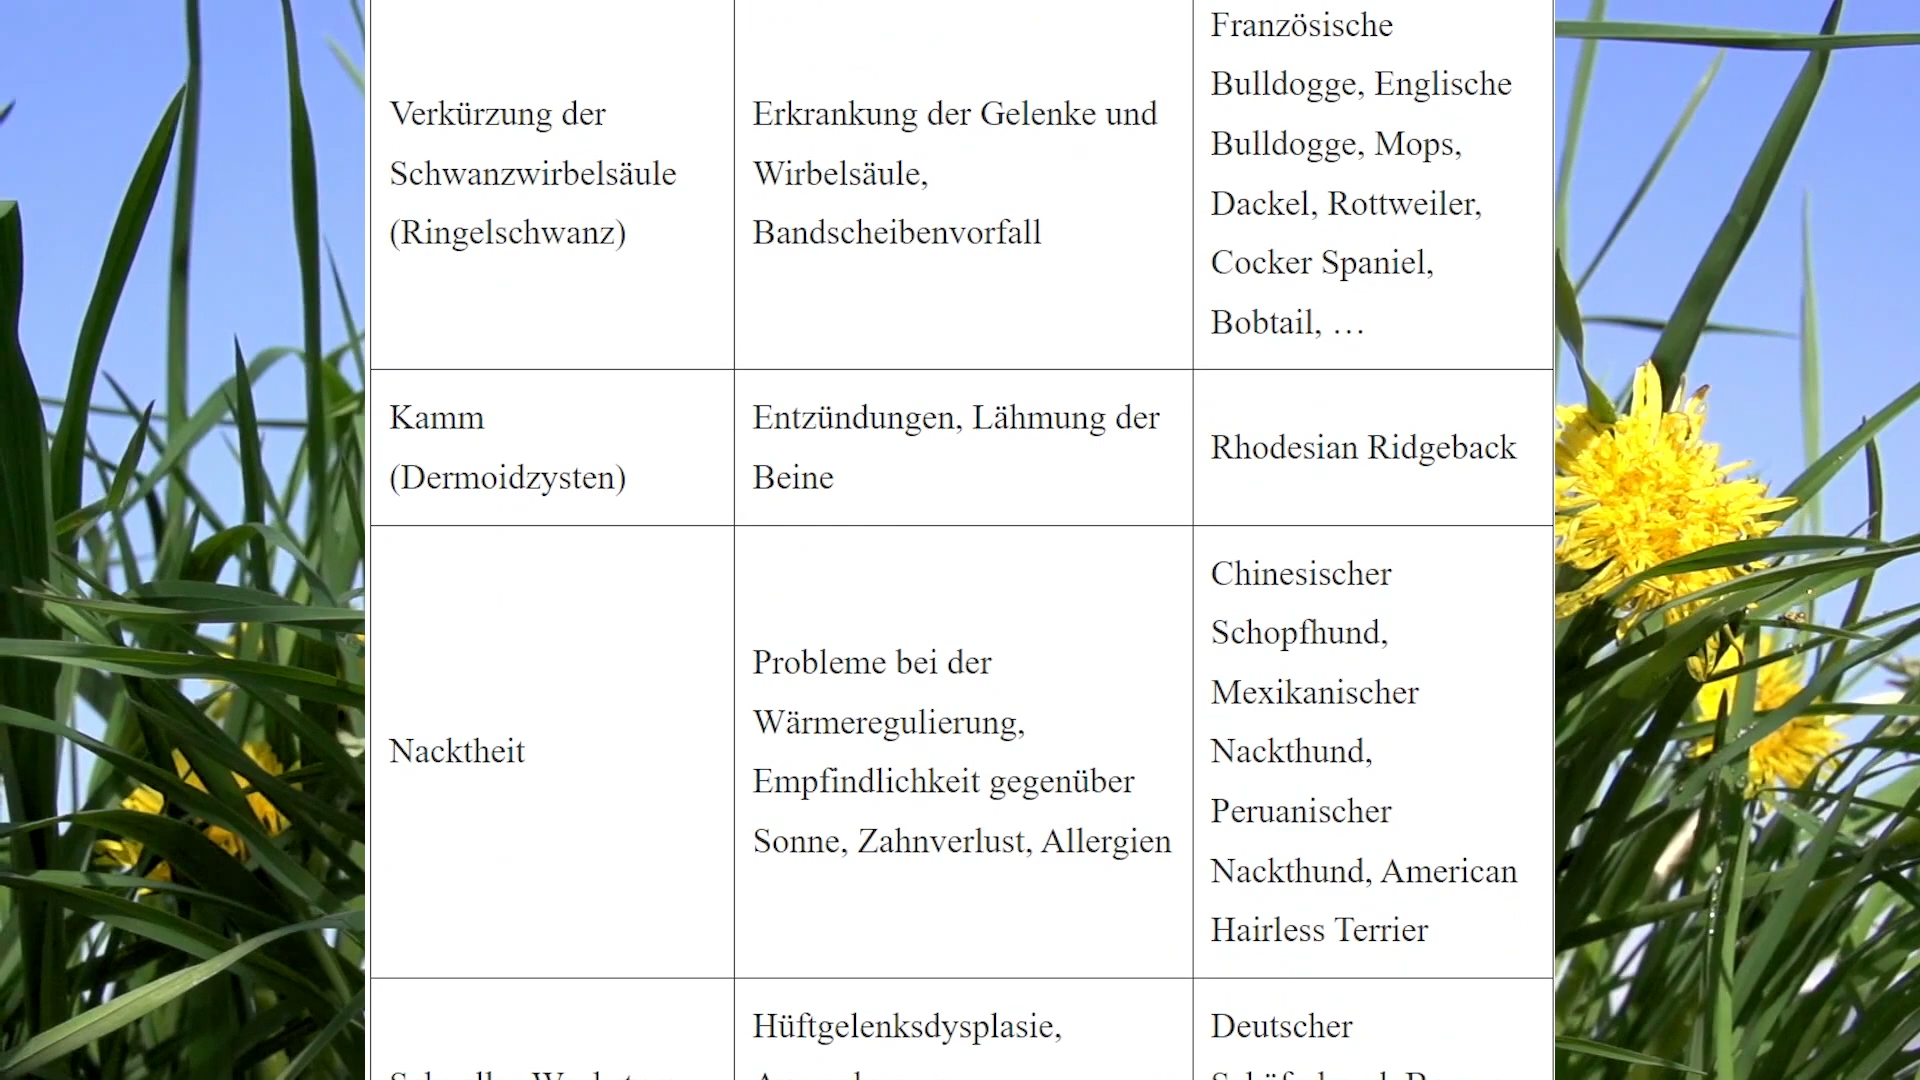 Verkürzung der
Schwanzwirbelsäule
(Ringelschwanz)
Erkrankung der Gelenke und
Wirbelsäule,
Bandscheibenvorfall
Französische
Bulldogge, Englische
Bulldogge, Mops,
Dackel, Rottweiler,
Cocker Spaniel,
Bobtail, …
Kamm
(Dermoidzysten)
Entzündungen, Lähmung der
Beine
Rhodesian Ridgeback
Nacktheit
Probleme bei der
Wärmeregulierung,
Empfindlichkeit gegenüber
Sonne, Zahnverlust, Allergien
Chinesischer
Schopfhund,
Mexikanischer
Nackthund,
Peruanischer
Nackthund, American
Hairless Terrier
Hüftgelenksdysplasie,
Deutscher